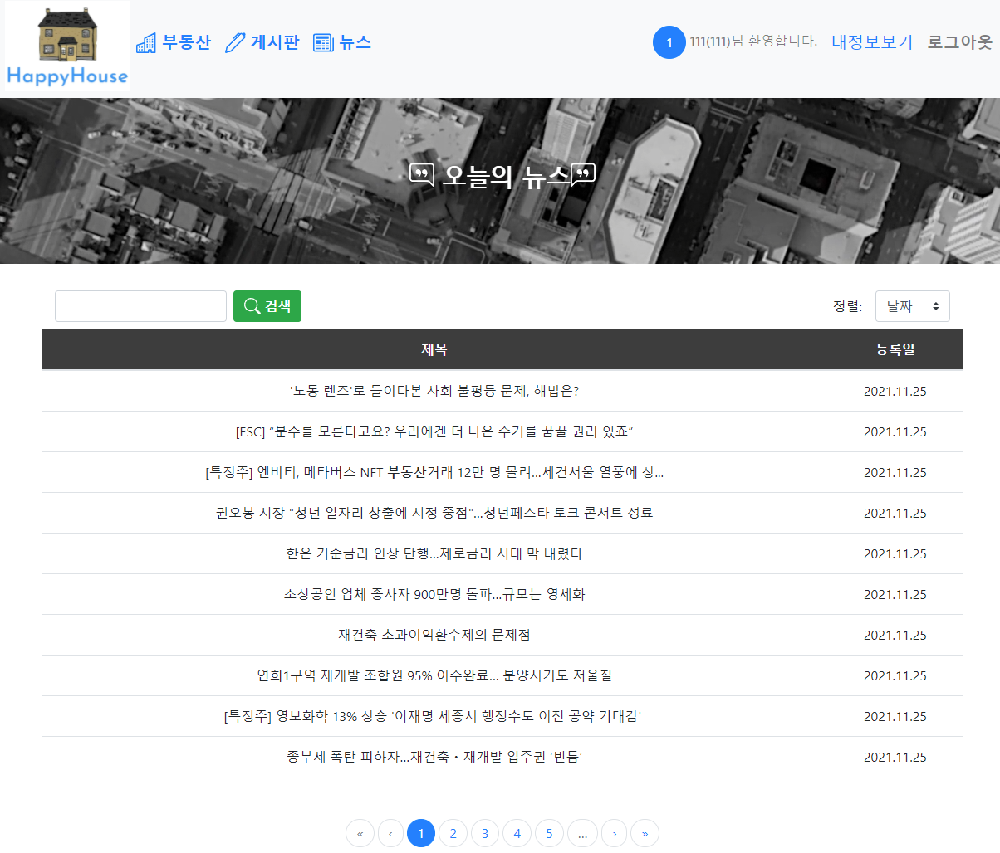 HappyHouse
부동산 게시판 뉴스
1 111(111)님 환영합니다. 내정보보기 로그아웃
오늘의 뉴스
검색 정렬: 날짜
제목 등록일
'노동 렌즈'로 들여다본 사회 불평등 문제, 해법은? 2021.11.25
[ESC] “분수를 모른다고요? 우리에겐 더 나은 주거를 꿈꿀 권리 있죠” 2021.11.25
[특징주] 엔비티, 메타버스 NFT 부동산거래 12만 명 몰려...세컨서울 열풍에 상... 2021.11.25
권오봉 시장 "청년 일자리 창출에 시정 중점"...청년페스타 토크 콘서트 성료 2021.11.25
한은 기준금리 인상 단행…제로금리 시대 막 내렸다 2021.11.25
소상공인 업체 종사자 900만명 돌파…규모는 영세화 2021.11.25
재건축 초과이익환수제의 문제점 2021.11.25
연희1구역 재개발 조합원 95% 이주완료… 분양시기도 저울질 2021.11.25
[특징주] 영보화학 13% 상승 '이재명 세종시 행정수도 이전 공약 기대감' 2021.11.25
종부세 폭탄 피하자…재건축・재개발 입주권 ‘빈틈’ 2021.11.25
« ‹ 1 2 3 4 5 … › »